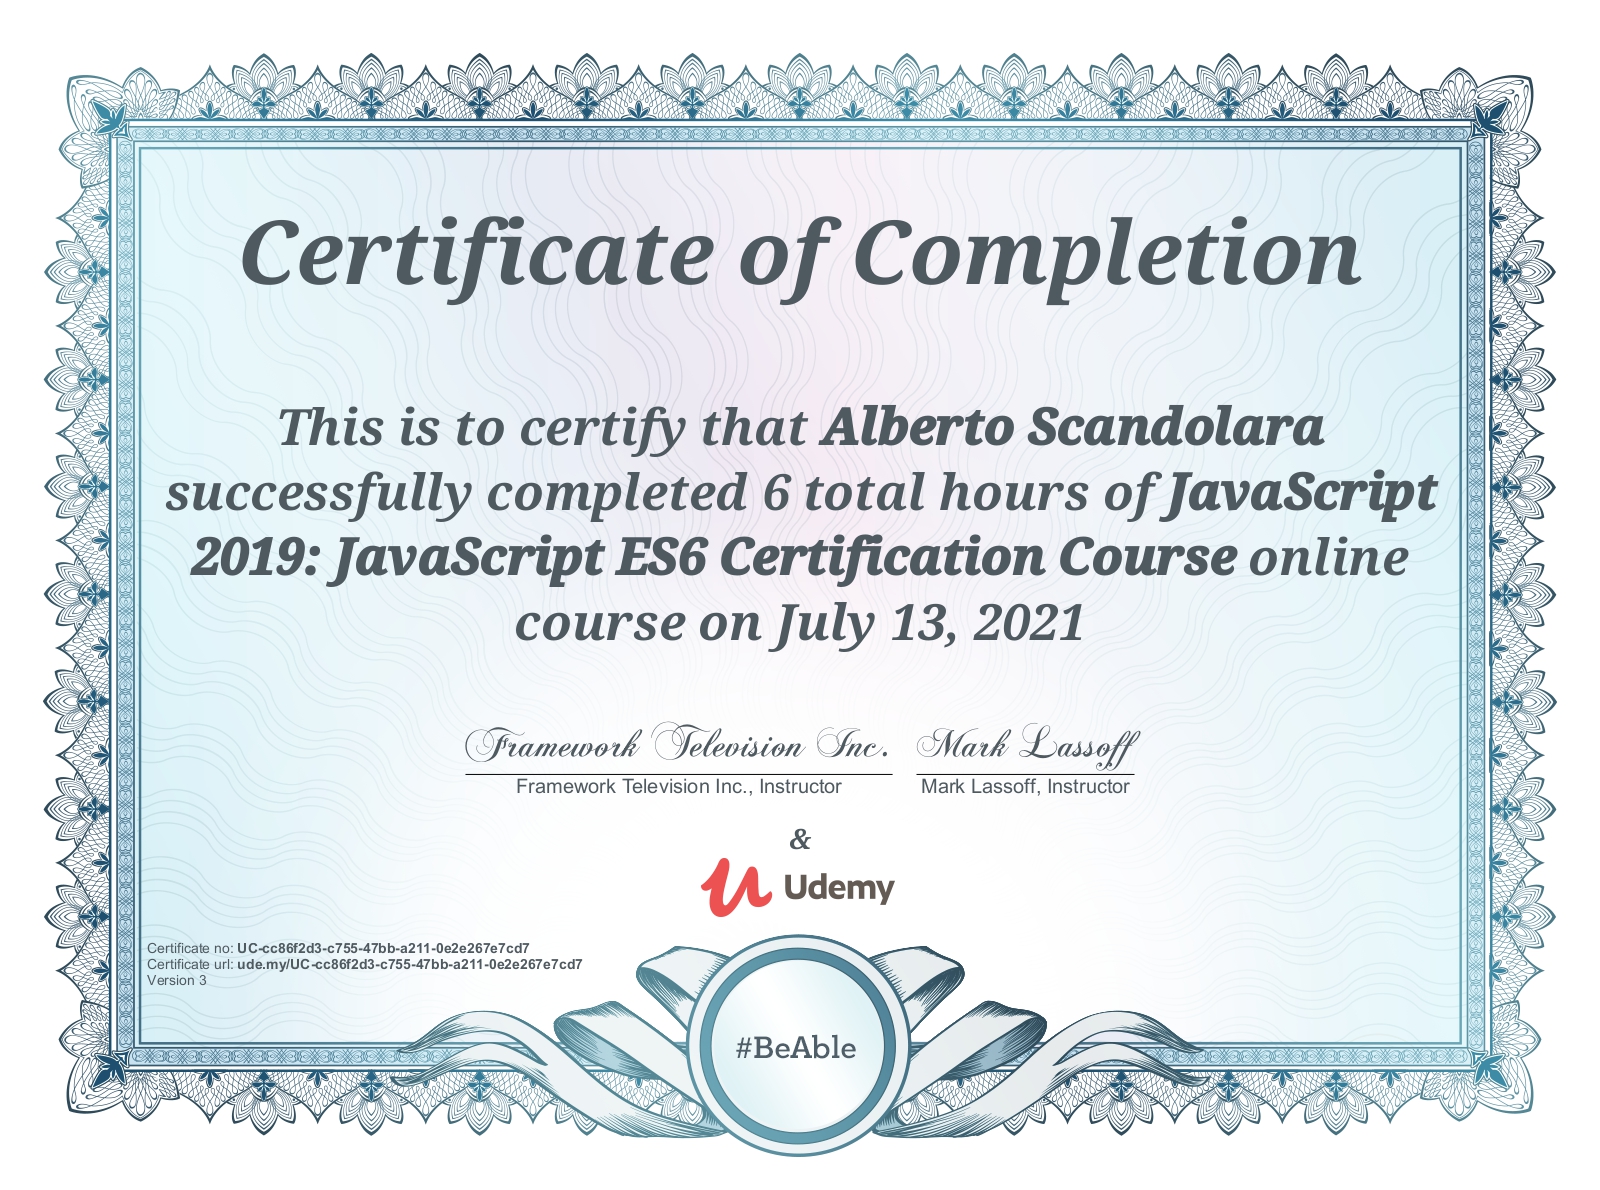 Certificate of Completion
This is to certify that Alberto Scandolara
successfully completed 6 total hours of JavaScript
2019: JavaScript ES6 Certification Course online
course on July 13, 2021
Framework Television Inc. Mark Lassoff
Framework Television Inc., Instructor Mark Lassoff, Instructor
&
Udemy
Certificate no: UC-cc86f2d3-c755-47bb-a211-0e2e267e7cd7
Certificate url: ude.my/UC-cc86f2d3-c755-47bb-a211-0e2e267e7cd7
Version 3
#BeAble